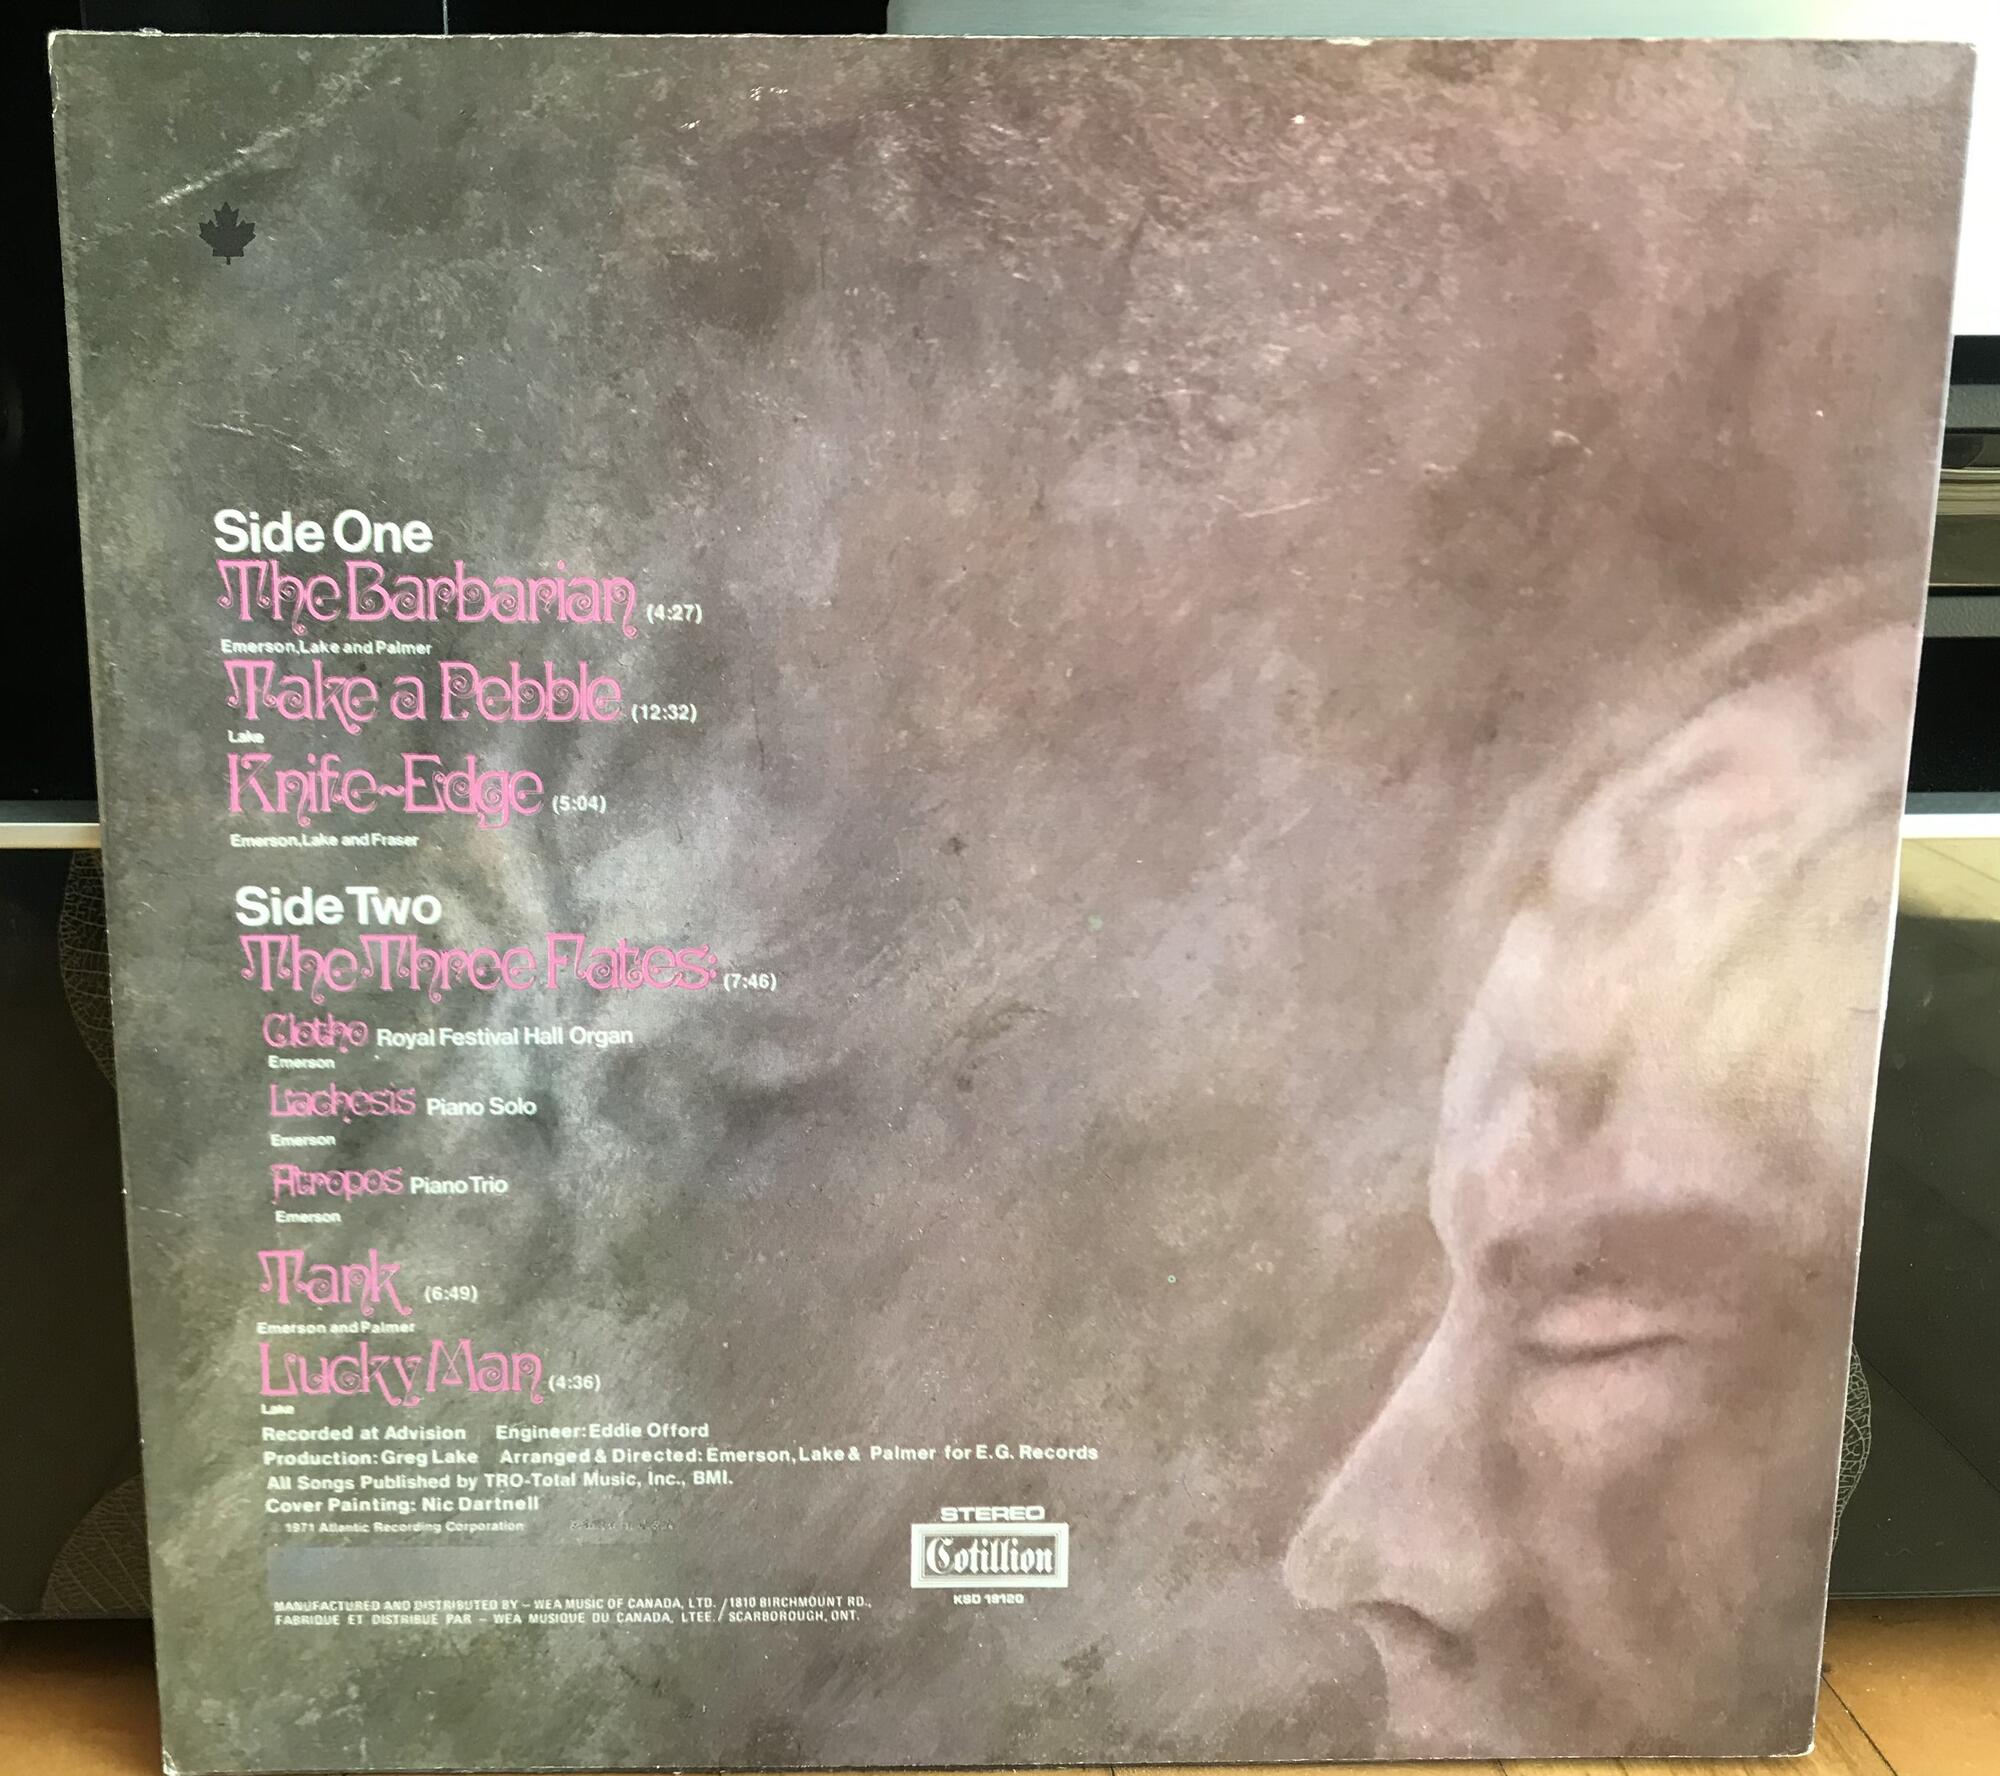 Side One
The Barbarian (4:27)
Emerson, Lake and Palmer
Take a Pebble (12:32)
Lake
Knife~Edge (5:04)
Emerson, Lake and Fraser
Side Two
The Three Fates: (7:46)
Clotho Royal Festival Hall Organ
Emerson
Lachesis Piano Solo
Emerson
Atropos Piano Trio
Emerson
Tank (6:49)
Emerson and Palmer
Lucky Man (4:36)
Lake
Recorded at Advision Engineer: Eddie Offord
Production: Greg Lake Arranged & Directed: Emerson, Lake & Palmer for E.G. Records
All Songs Published by TRO-Total Music, Inc., BMI.
Cover Painting: Nic Dartnell
1971 Atlantic Recording Corporation
STEREO
Cotillion
KSD 19120
MANUFACTURED AND DISTRIBUTED BY – WEA MUSIC OF CANADA, LTD. / 1810 BIRCHMOUNT RD.,
FABRIQUE ET DISTRIBUE PAR – WEA MUSIQUE DU CANADA, LTEE. / SCARBOROUGH, ONT.